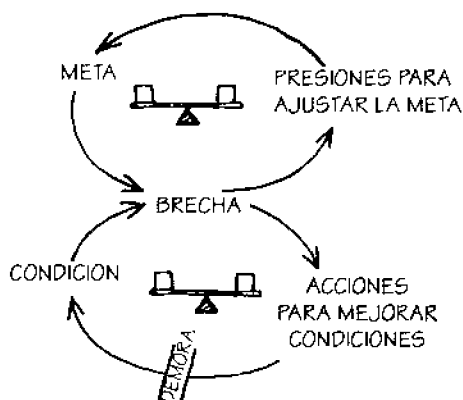 META
PRESIONES PARA
AJUSTAR LA META
BRECHA
CONDICION
ACCIONES
PARA MEJORAR
CONDICIONES
DEMORA